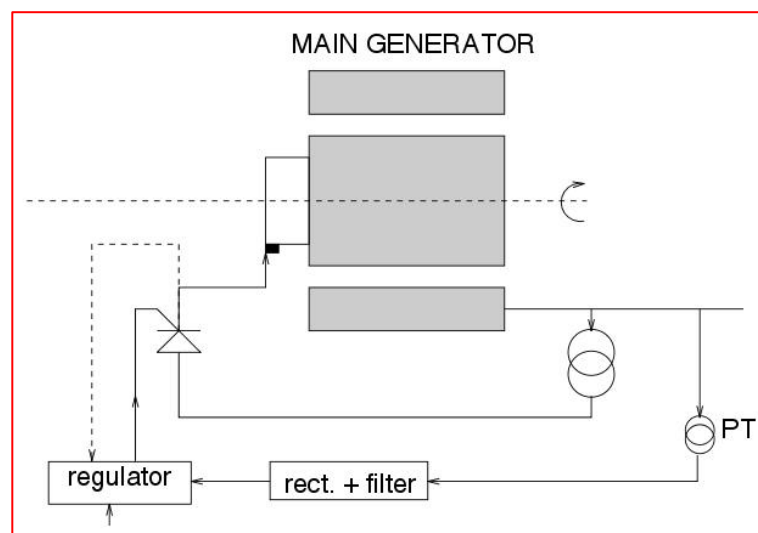 MAIN GENERATOR
PT
regulator
rect. + filter